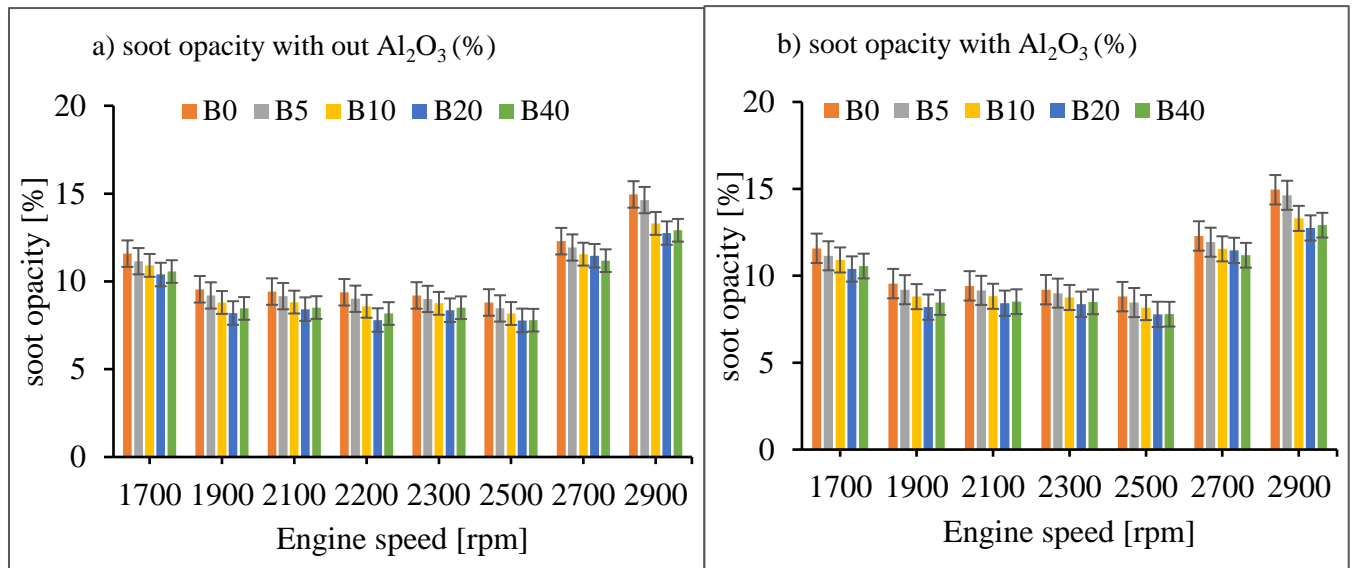 a) soot opacity with out Al₂O₃ (%)
20
B0 B5 B10 B20 B40
15
10
5
0
soot opacity [%]
1700 1900 2100 2200 2300 2500 2700 2900
Engine speed [rpm]
b) soot opacity with Al₂O₃ (%)
20
B0 B5 B10 B20 B40
15
10
5
0
soot opacity [%]
1700 1900 2100 2300 2500 2700 2900
Engine speed [rpm]